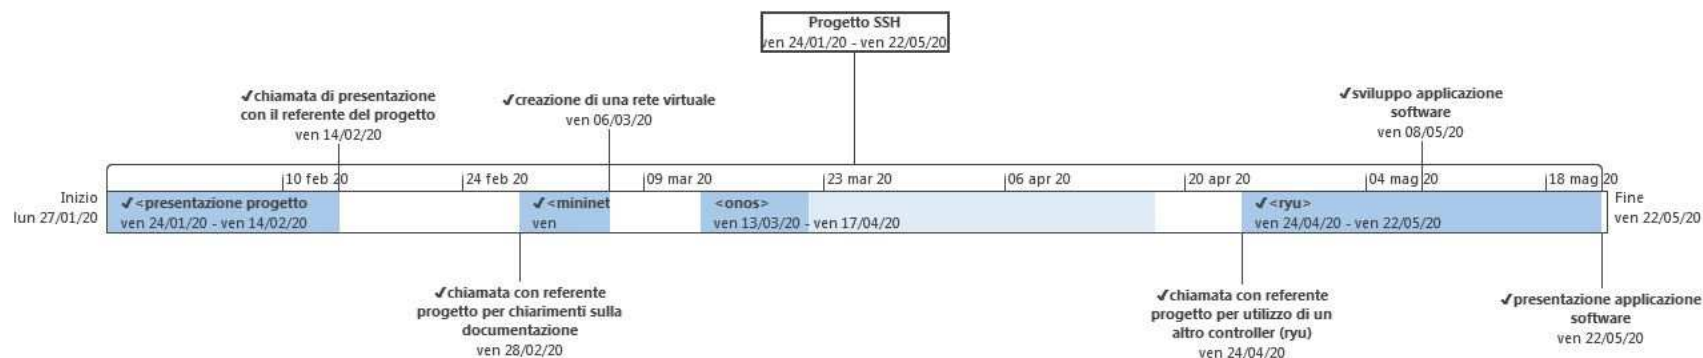 Progetto SSH
ven 24/01/20 - ven 22/05/20
✔chiamata di presentazione
con il referente del progetto
ven 14/02/20
✔creazione di una rete virtuale
ven 06/03/20
✔sviluppo applicazione
software
ven 08/05/20
10 feb 20
24 feb 20
09 mar 20
23 mar 20
06 apr 20
20 apr 20
04 mag 20
18 mag 20
Inizio
lun 27/01/20
✔<presentazione progetto
ven 24/01/20 - ven 14/02/20
✔<mininet
ven
<onos>
ven 13/03/20 - ven 17/04/20
✔<ryu>
ven 24/04/20 - ven 22/05/20
Fine
ven 22/05/20
✔chiamata con referente
progetto per chiarimenti sulla
documentazione
ven 28/02/20
✔chiamata con referente
progetto per utilizzo di un
altro controller (ryu)
ven 24/04/20
✔presentazione applicazione
software
ven 22/05/20